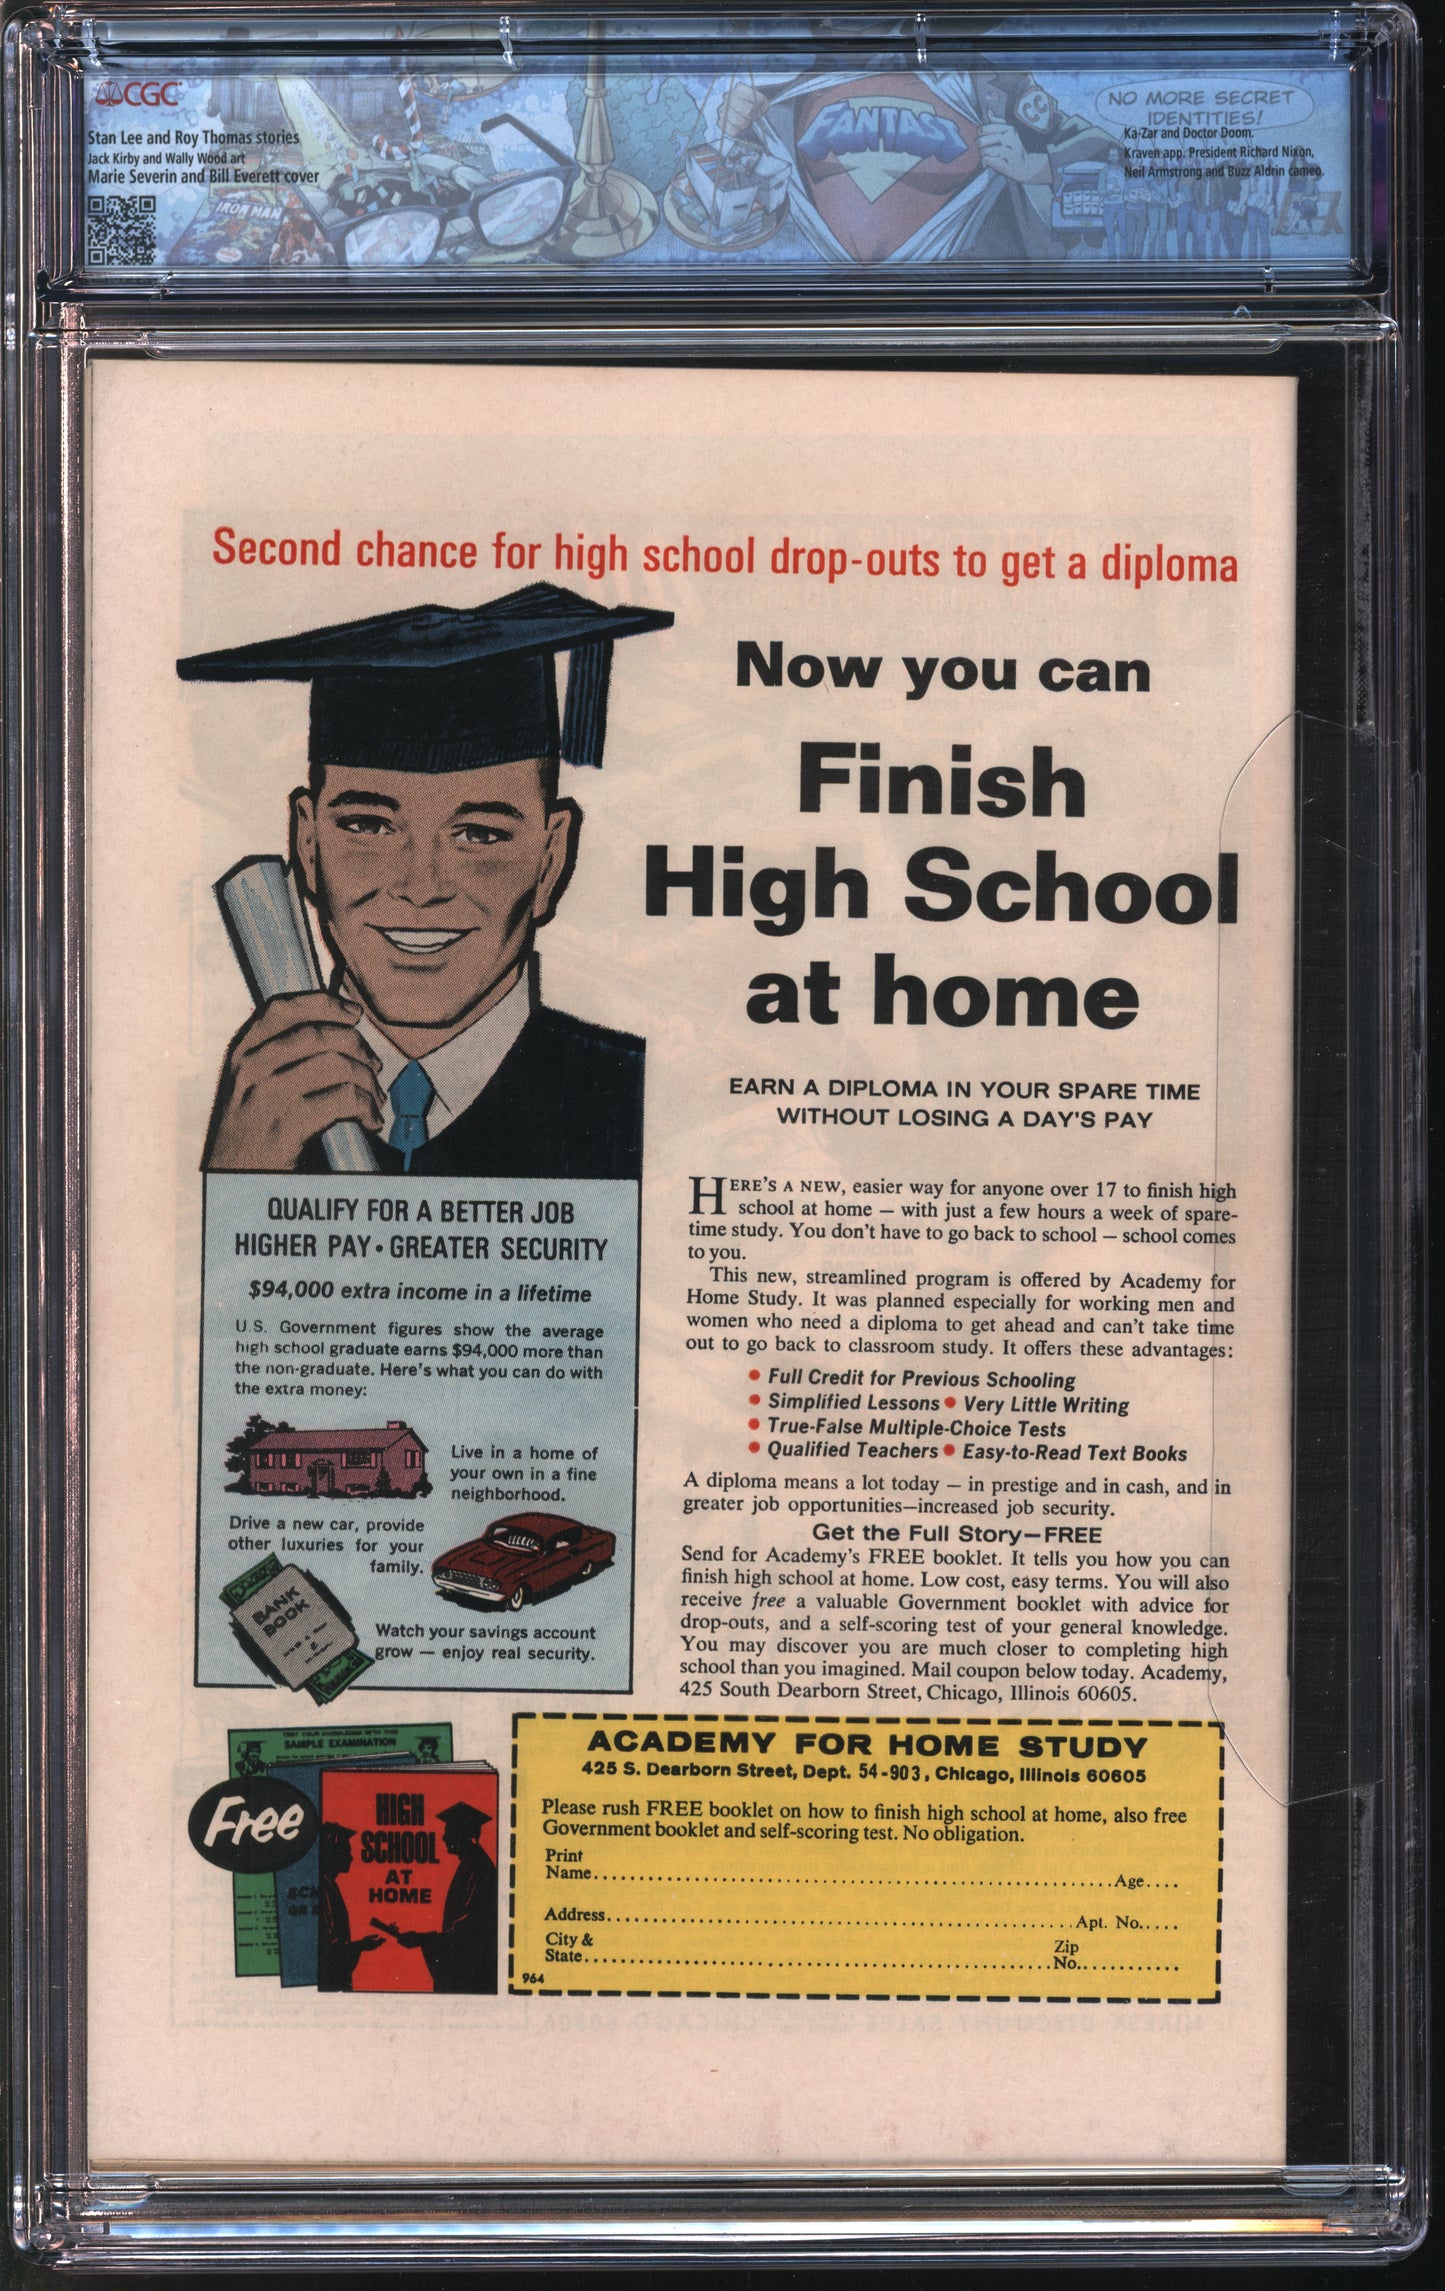 CGC
Stan Lee and Roy Thomas stories
Jack Kirby and Wally Wood art
Marie Severin and Bill Everett cover
IRON MAN
FANTAST
CC
NO MORE SECRET
IDENTITIES!
Ka-Zar and Doctor Doom.
Kraven app. President Richard Nixon,
Neil Armstrong and Buzz Aldrin cameo.
Second chance for high school drop-outs to get a diploma
Now you can
Finish
High School
at home
EARN A DIPLOMA IN YOUR SPARE TIME
WITHOUT LOSING A DAY'S PAY
HERE'S A NEW, easier way for anyone over 17 to finish high
school at home — with just a few hours a week of spare-
time study. You don't have to go back to school — school comes
to you.
This new, streamlined program is offered by Academy for
Home Study. It was planned especially for working men and
women who need a diploma to get ahead and can't take time
out to go back to classroom study. It offers these advantages:
• Full Credit for Previous Schooling
• Simplified Lessons • Very Little Writing
• True-False Multiple-Choice Tests
• Qualified Teachers • Easy-to-Read Text Books
A diploma means a lot today — in prestige and in cash, and in
greater job opportunities—increased job security.
Get the Full Story—FREE
Send for Academy's FREE booklet. It tells you how you can
finish high school at home. Low cost, easy terms. You will also
receive free a valuable Government booklet with advice for
drop-outs, and a self-scoring test of your general knowledge.
You may discover you are much closer to completing high
school than you imagined. Mail coupon below today. Academy,
425 South Dearborn Street, Chicago, Illinois 60605.
QUALIFY FOR A BETTER JOB
HIGHER PAY • GREATER SECURITY
$94,000 extra income in a lifetime
U.S. Government figures show the average
high school graduate earns $94,000 more than
the non-graduate. Here's what you can do with
the extra money:
Live in a home of
your own in a fine
neighborhood.
Drive a new car, provide
other luxuries for your
family.
BANK
BOOK
Watch your savings account
grow — enjoy real security.
TEST YOUR KNOWLEDGE WITH THIS
SAMPLE EXAMINATION
Free
HIGH
SCHOOL
AT
HOME
ACADEMY FOR HOME STUDY
425 S. Dearborn Street, Dept. 54-903, Chicago, Illinois 60605
Please rush FREE booklet on how to finish high school at home, also free
Government booklet and self-scoring test. No obligation.
Print
Name........Age....
Address........Apt. No.....
City & Zip
State........No...........
964